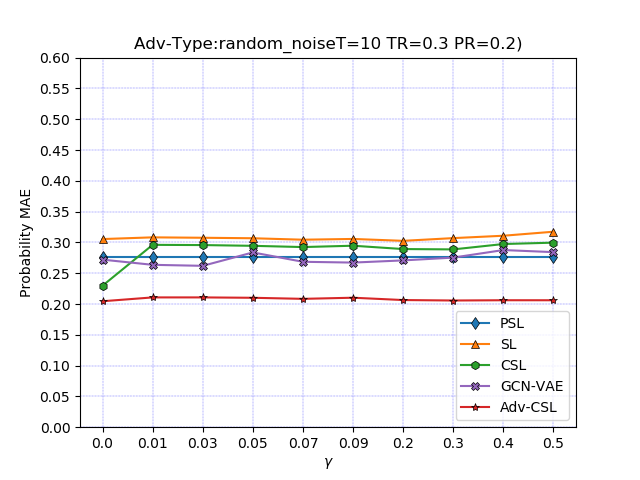 Adv-Type:random_noiseT=10 TR=0.3 PR=0.2)
Probability MAE
0.60
0.55
0.50
0.45
0.40
0.35
0.30
0.25
0.20
0.15
0.10
0.05
0.00
PSL
SL
CSL
GCN-VAE
Adv-CSL
0.0 0.01 0.03 0.05 0.07 0.09 0.2 0.3 0.4 0.5
γ